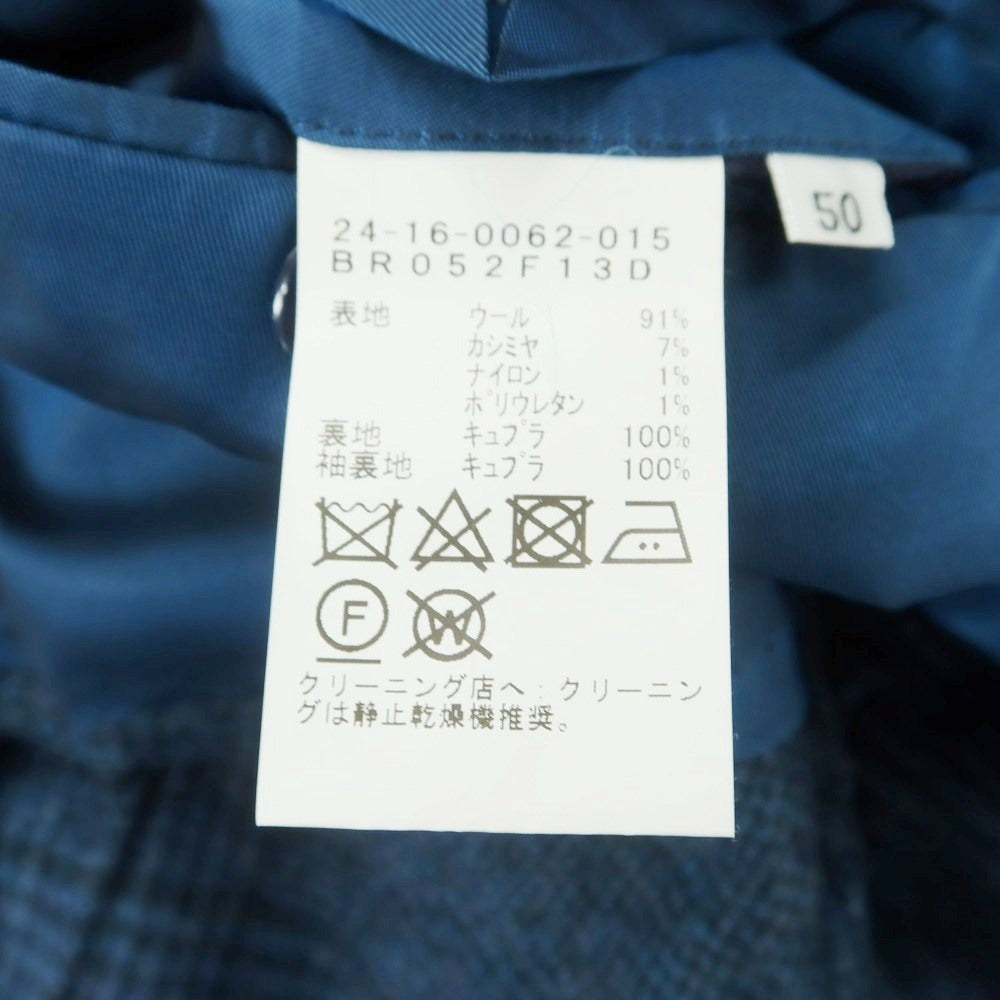 24-16-0062-015
BR052F13D
表地 ウール 91%
カシミヤ 7%
ナイロン 1%
ポリウレタン 1%
裏地 キュプラ 100%
袖裏地 キュプラ 100%
F W
クリーニング店へ:クリーニン
グは静止乾燥機推奨。
50